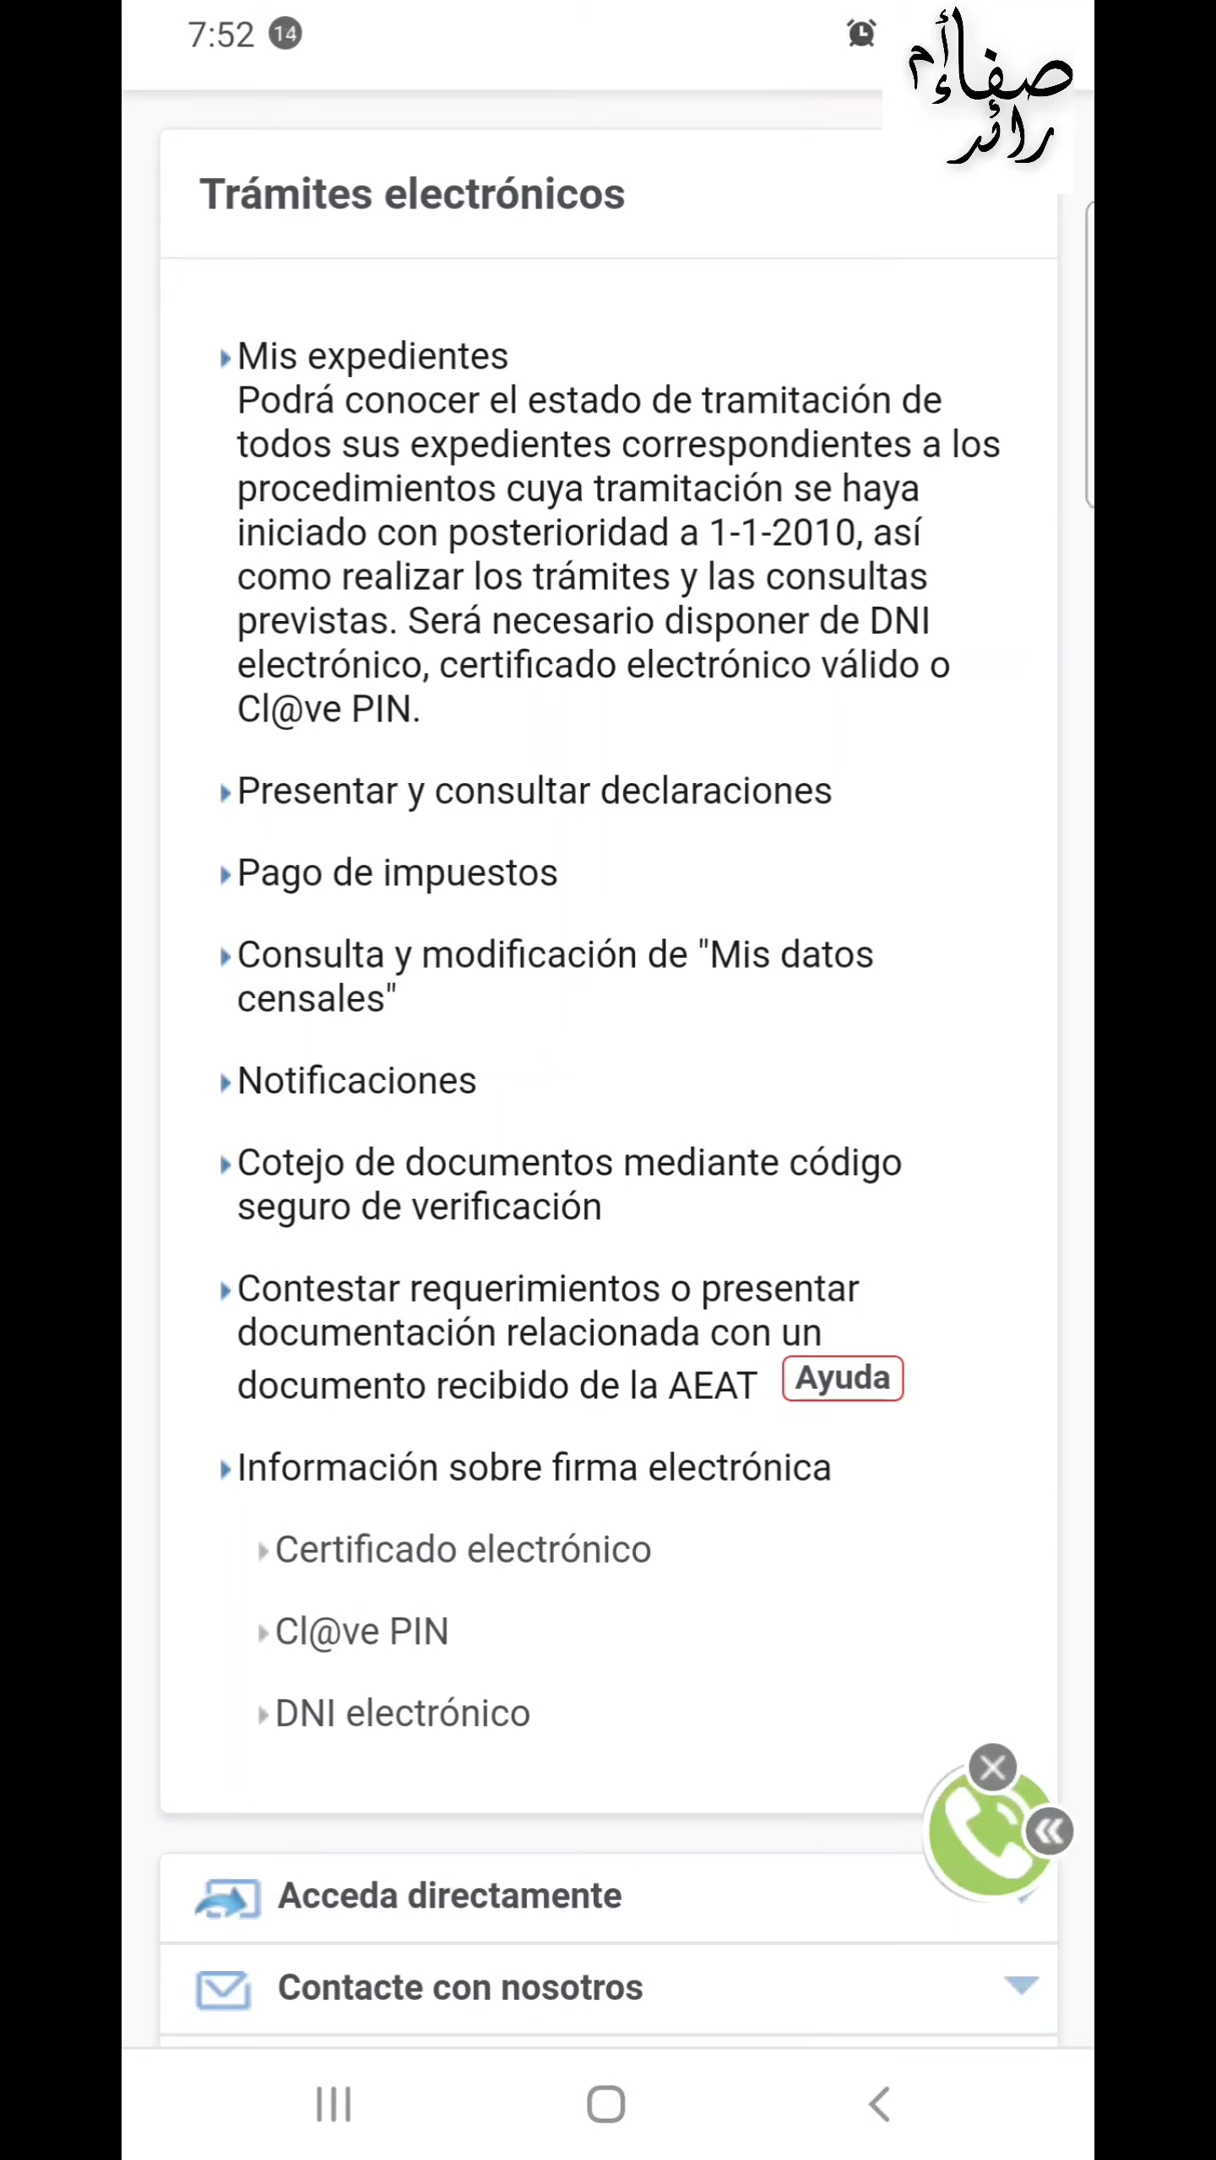 7:52 14
صفاء أم
رائد
Trámites electrónicos
Mis expedientes
Podrá conocer el estado de tramitación de
todos sus expedientes correspondientes a los
procedimientos cuya tramitación se haya
iniciado con posterioridad a 1-1-2010, así
como realizar los trámites y las consultas
previstas. Será necesario disponer de DNI
electrónico, certificado electrónico válido o
Cl@ve PIN.
Presentar y consultar declaraciones
Pago de impuestos
Consulta y modificación de "Mis datos
censales"
Notificaciones
Cotejo de documentos mediante código
seguro de verificación
Contestar requerimientos o presentar
documentación relacionada con un
documento recibido de la AEAT Ayuda
Información sobre firma electrónica
Certificado electrónico
Cl@ve PIN
DNI electrónico
Acceda directamente
Contacte con nosotros